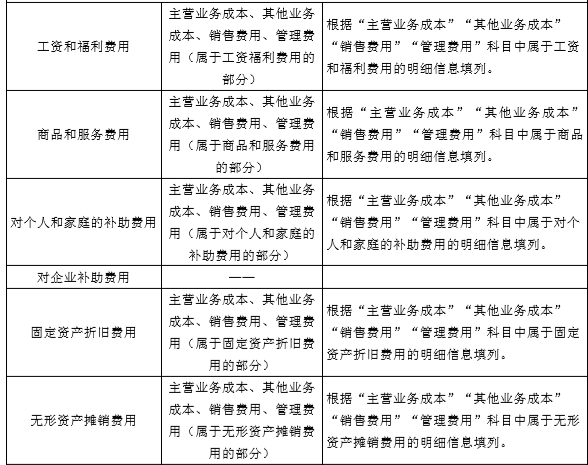 工资和福利费用
主营业务成本、其他业务
成本、销售费用、管理费
用（属于工资福利费用的
部分）
根据“主营业务成本”“其他业务成本”
“销售费用”“管理费用”科目中属于工资
和福利费用的明细信息填列。
商品和服务费用
主营业务成本、其他业务
成本、销售费用、管理费
用（属于商品和服务费用
的部分）
根据“主营业务成本”“其他业务成本”
“销售费用”“管理费用”科目中属于商品
和服务费用的明细信息填列。
对个人和家庭的补助费用
主营业务成本、其他业务
成本、销售费用、管理费
用（属于对个人和家庭的
补助费用的部分）
根据“主营业务成本”“其他业务成本”
“销售费用”“管理费用”科目中属于对个
人和家庭的补助费用的明细信息填列。
对企业补助费用
——
固定资产折旧费用
主营业务成本、其他业务
成本、销售费用、管理费
用（属于固定资产折旧费
用的部分）
根据“主营业务成本”“其他业务成本”
“销售费用”“管理费用”科目中属于固定
资产折旧费用的明细信息填列。
无形资产摊销费用
主营业务成本、其他业务
成本、销售费用、管理费
用（属于无形资产摊销费
用的部分）
根据“主营业务成本”“其他业务成本”
“销售费用”“管理费用”科目中属于无形
资产摊销费用的明细信息填列。